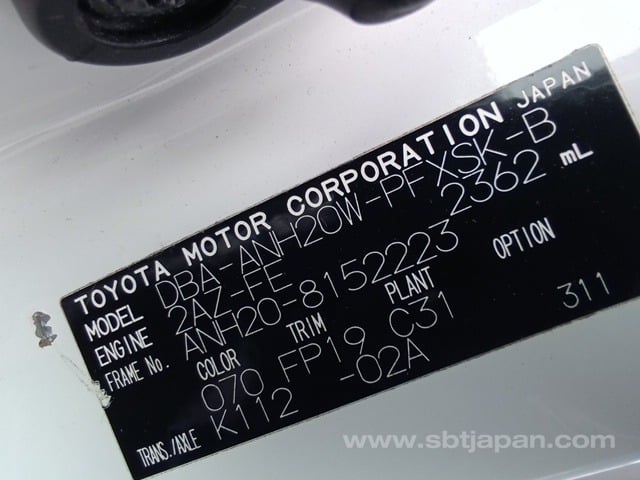 TOYOTA MOTOR CORPORATION JAPAN
MODEL DBA-ANH20W-PFXSK-B
ENGINE 2AZ-FE 2362 mL
FRAME No. ANH20-8152223
COLOR TRIM PLANT OPTION
070 FP19 C31 311
TRANS./AXLE K112 -02A
www.sbtjapan.com